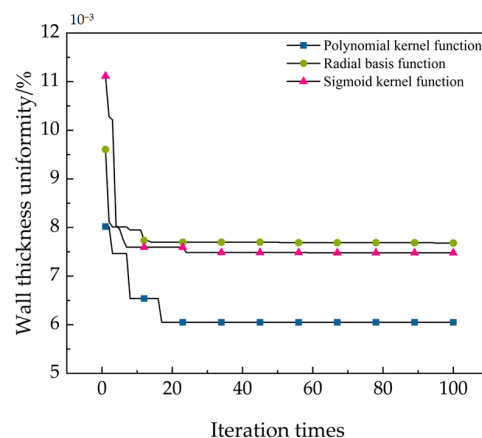 10⁻³
12
11
10
9
8
7
6
5
Wall thickness uniformity/%
Polynomial kernel function
Radial basis function
Sigmoid kernel function
0 20 40 60 80 100
Iteration times